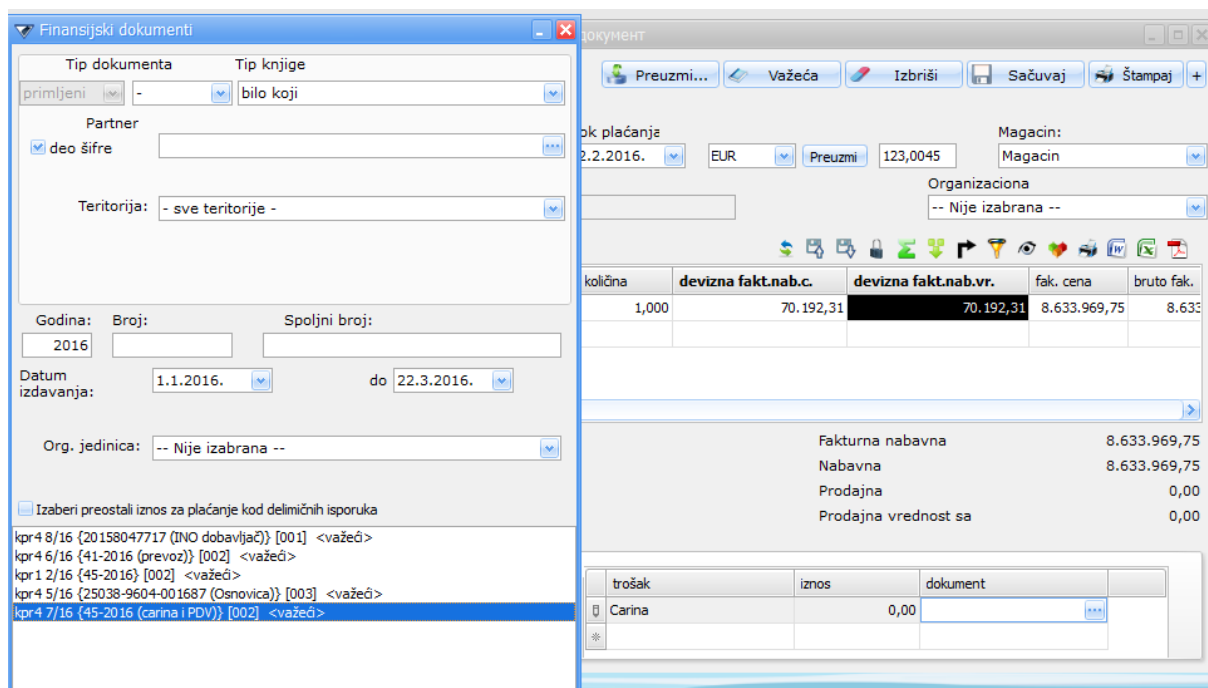 Finansijski dokumenti
Tip dokumenta Tip knjige
primljeni - bilo koji
Partner
deo šifre
Teritorija: - sve teritorije -
Godina: Broj: Spoljni broj:
2016
Datum izdavanja: 1.1.2016. do 22.3.2016.
Org. jedinica: -- Nije izabrana --
Izaberi preostali iznos za plaćanje kod delimičnih isporuka
kpr4 8/16 {20158047717 (INO dobavljač)} [001] <važeći>
kpr4 6/16 {41-2016 (prevoz)} [002] <važeći>
kpr1 2/16 {45-2016} [002] <važeći>
kpr4 5/16 {25038-9604-001687 (Osnovica)} [003] <važeći>
kpr4 7/16 {45-2016 (carina i PDV)} [002] <važeći>
документ
Preuzmi... Važeća Izbriši Sačuvaj Štampaj +
ok plaćanja Magacin:
2.2.2016. EUR Preuzmi 123,0045 Magacin
Organizaciona
-- Nije izabrana --
količina devizna fakt.nab.c. devizna fakt.nab.vr. fak. cena bruto fak.
1,000 70.192,31 70.192,31 8.633.969,75 8.633
Fakturna nabavna 8.633.969,75
Nabavna 8.633.969,75
Prodajna 0,00
Prodajna vrednost sa 0,00
trošak iznos dokument
Carina 0,00